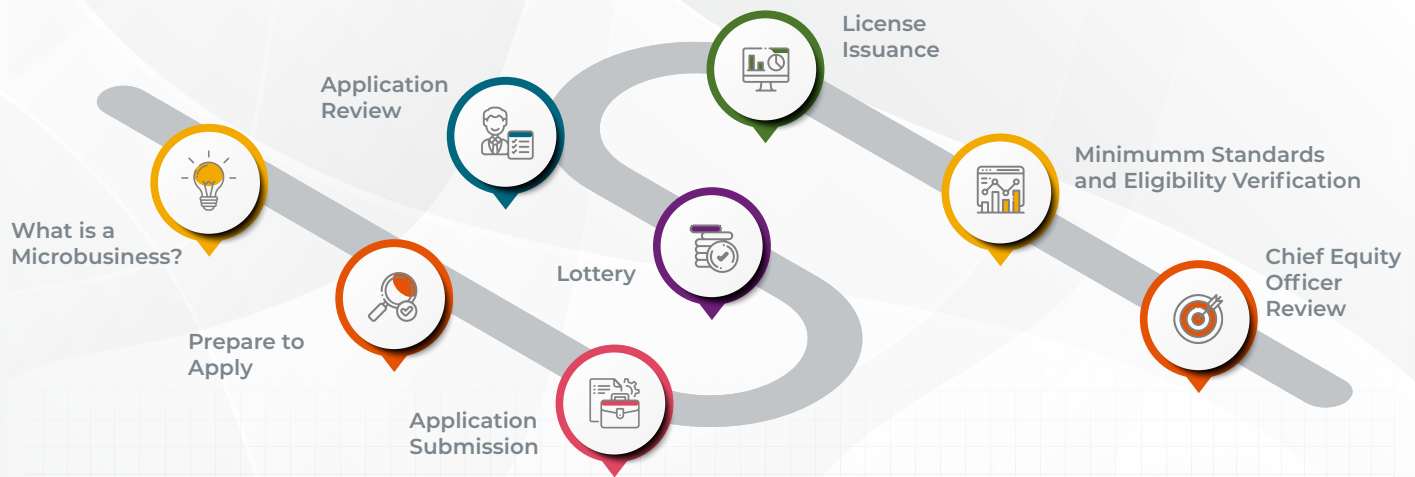 What is a
Microbusiness?
Prepare to
Apply
Application
Submission
Lottery
Application
Review
License
Issuance
Minimumm Standards
and Eligibility Verification
Chief Equity
Officer
Review